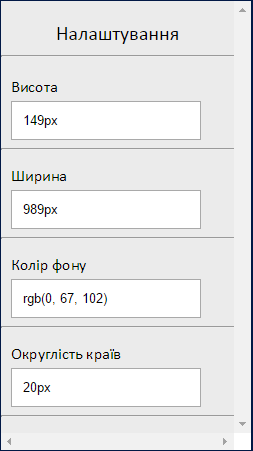 Налаштування
Висота
149px
Ширина
989px
Колір фону
rgb(0, 67, 102)
Округлість країв
20px